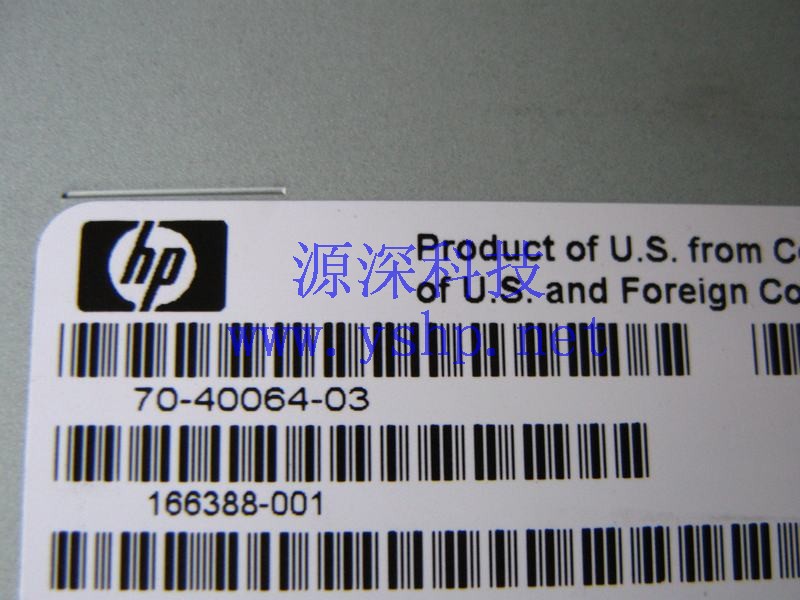 hp
Product of U.S. from Co
of U.S. and Foreign Co
源深科技
www.yshp.net
70-40064-03
166388-001